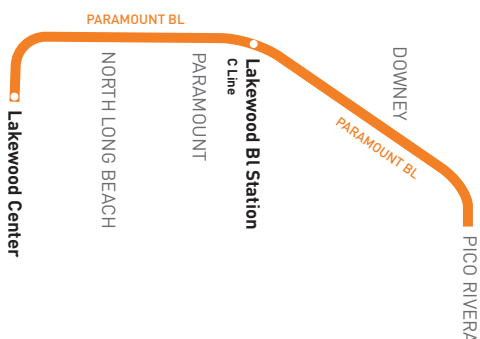 PARAMOUNT BL
Lakewood Center
NORTH LONG BEACH
PARAMOUNT
Lakewood Bl Station
C Line
DOWNEY
PARAMOUNT BL
PICO RIVERA